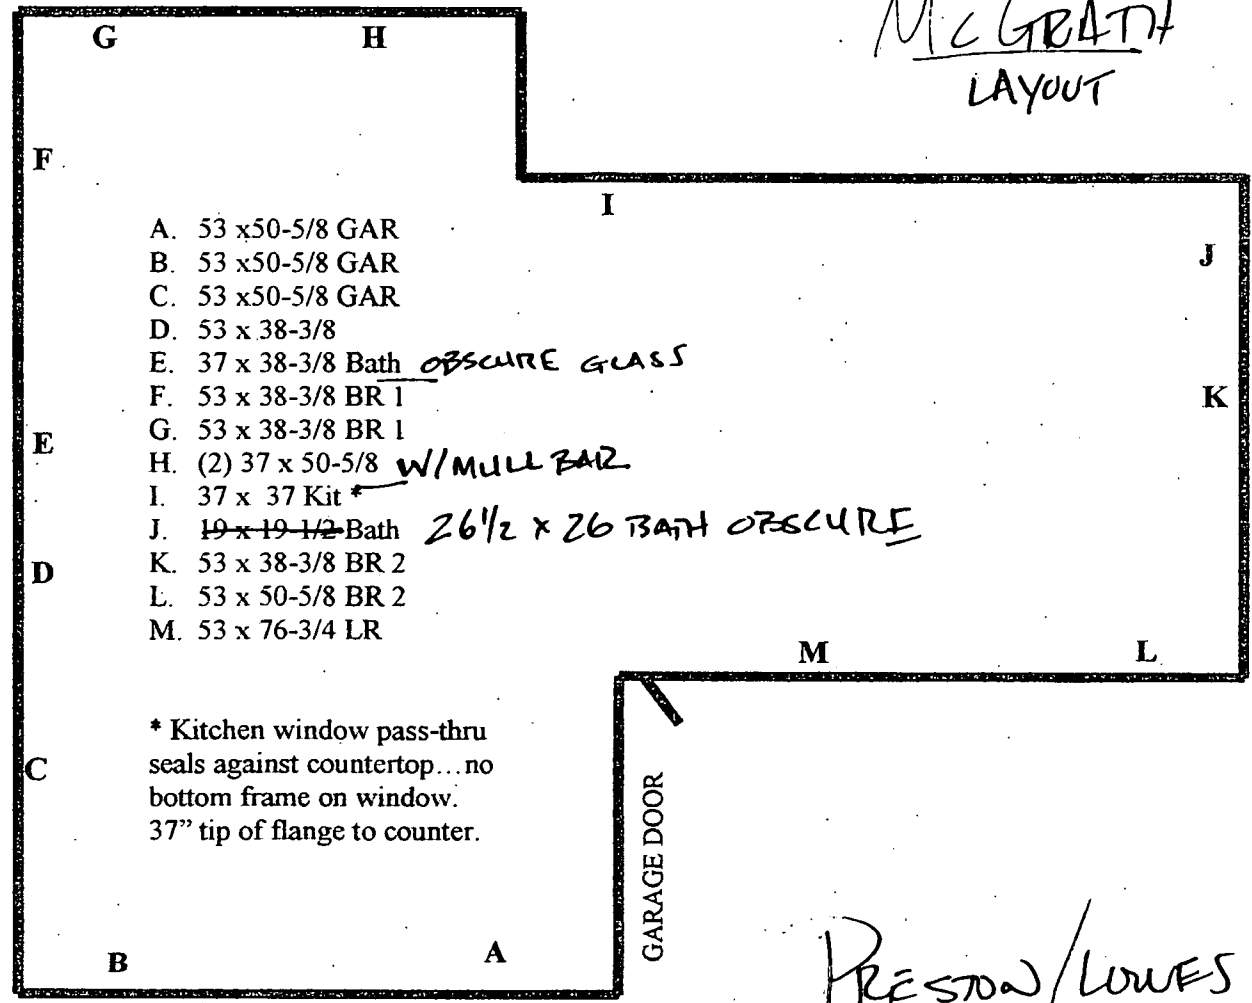 McGRATH
LAYOUT
G
H
F
I
J
A. 53 x50-5/8 GAR
B. 53 x50-5/8 GAR
C. 53 x50-5/8 GAR
D. 53 x 38-3/8
E. 37 x 38-3/8 Bath OBSCURE GLASS
F. 53 x 38-3/8 BR 1
G. 53 x 38-3/8 BR 1
H. (2) 37 x 50-5/8 W/MULL BAR
I. 37 x 37 Kit *
J. 19 x 19-1/2 Bath 26 1/2 x 26 BATH OBSCURE
K. 53 x 38-3/8 BR 2
L. 53 x 50-5/8 BR 2
M. 53 x 76-3/4 LR
K
E
D
M
L
* Kitchen window pass-thru
seals against countertop…no
bottom frame on window.
37” tip of flange to counter.
C
GARAGE DOOR
B
A
PRESTON/LOWES